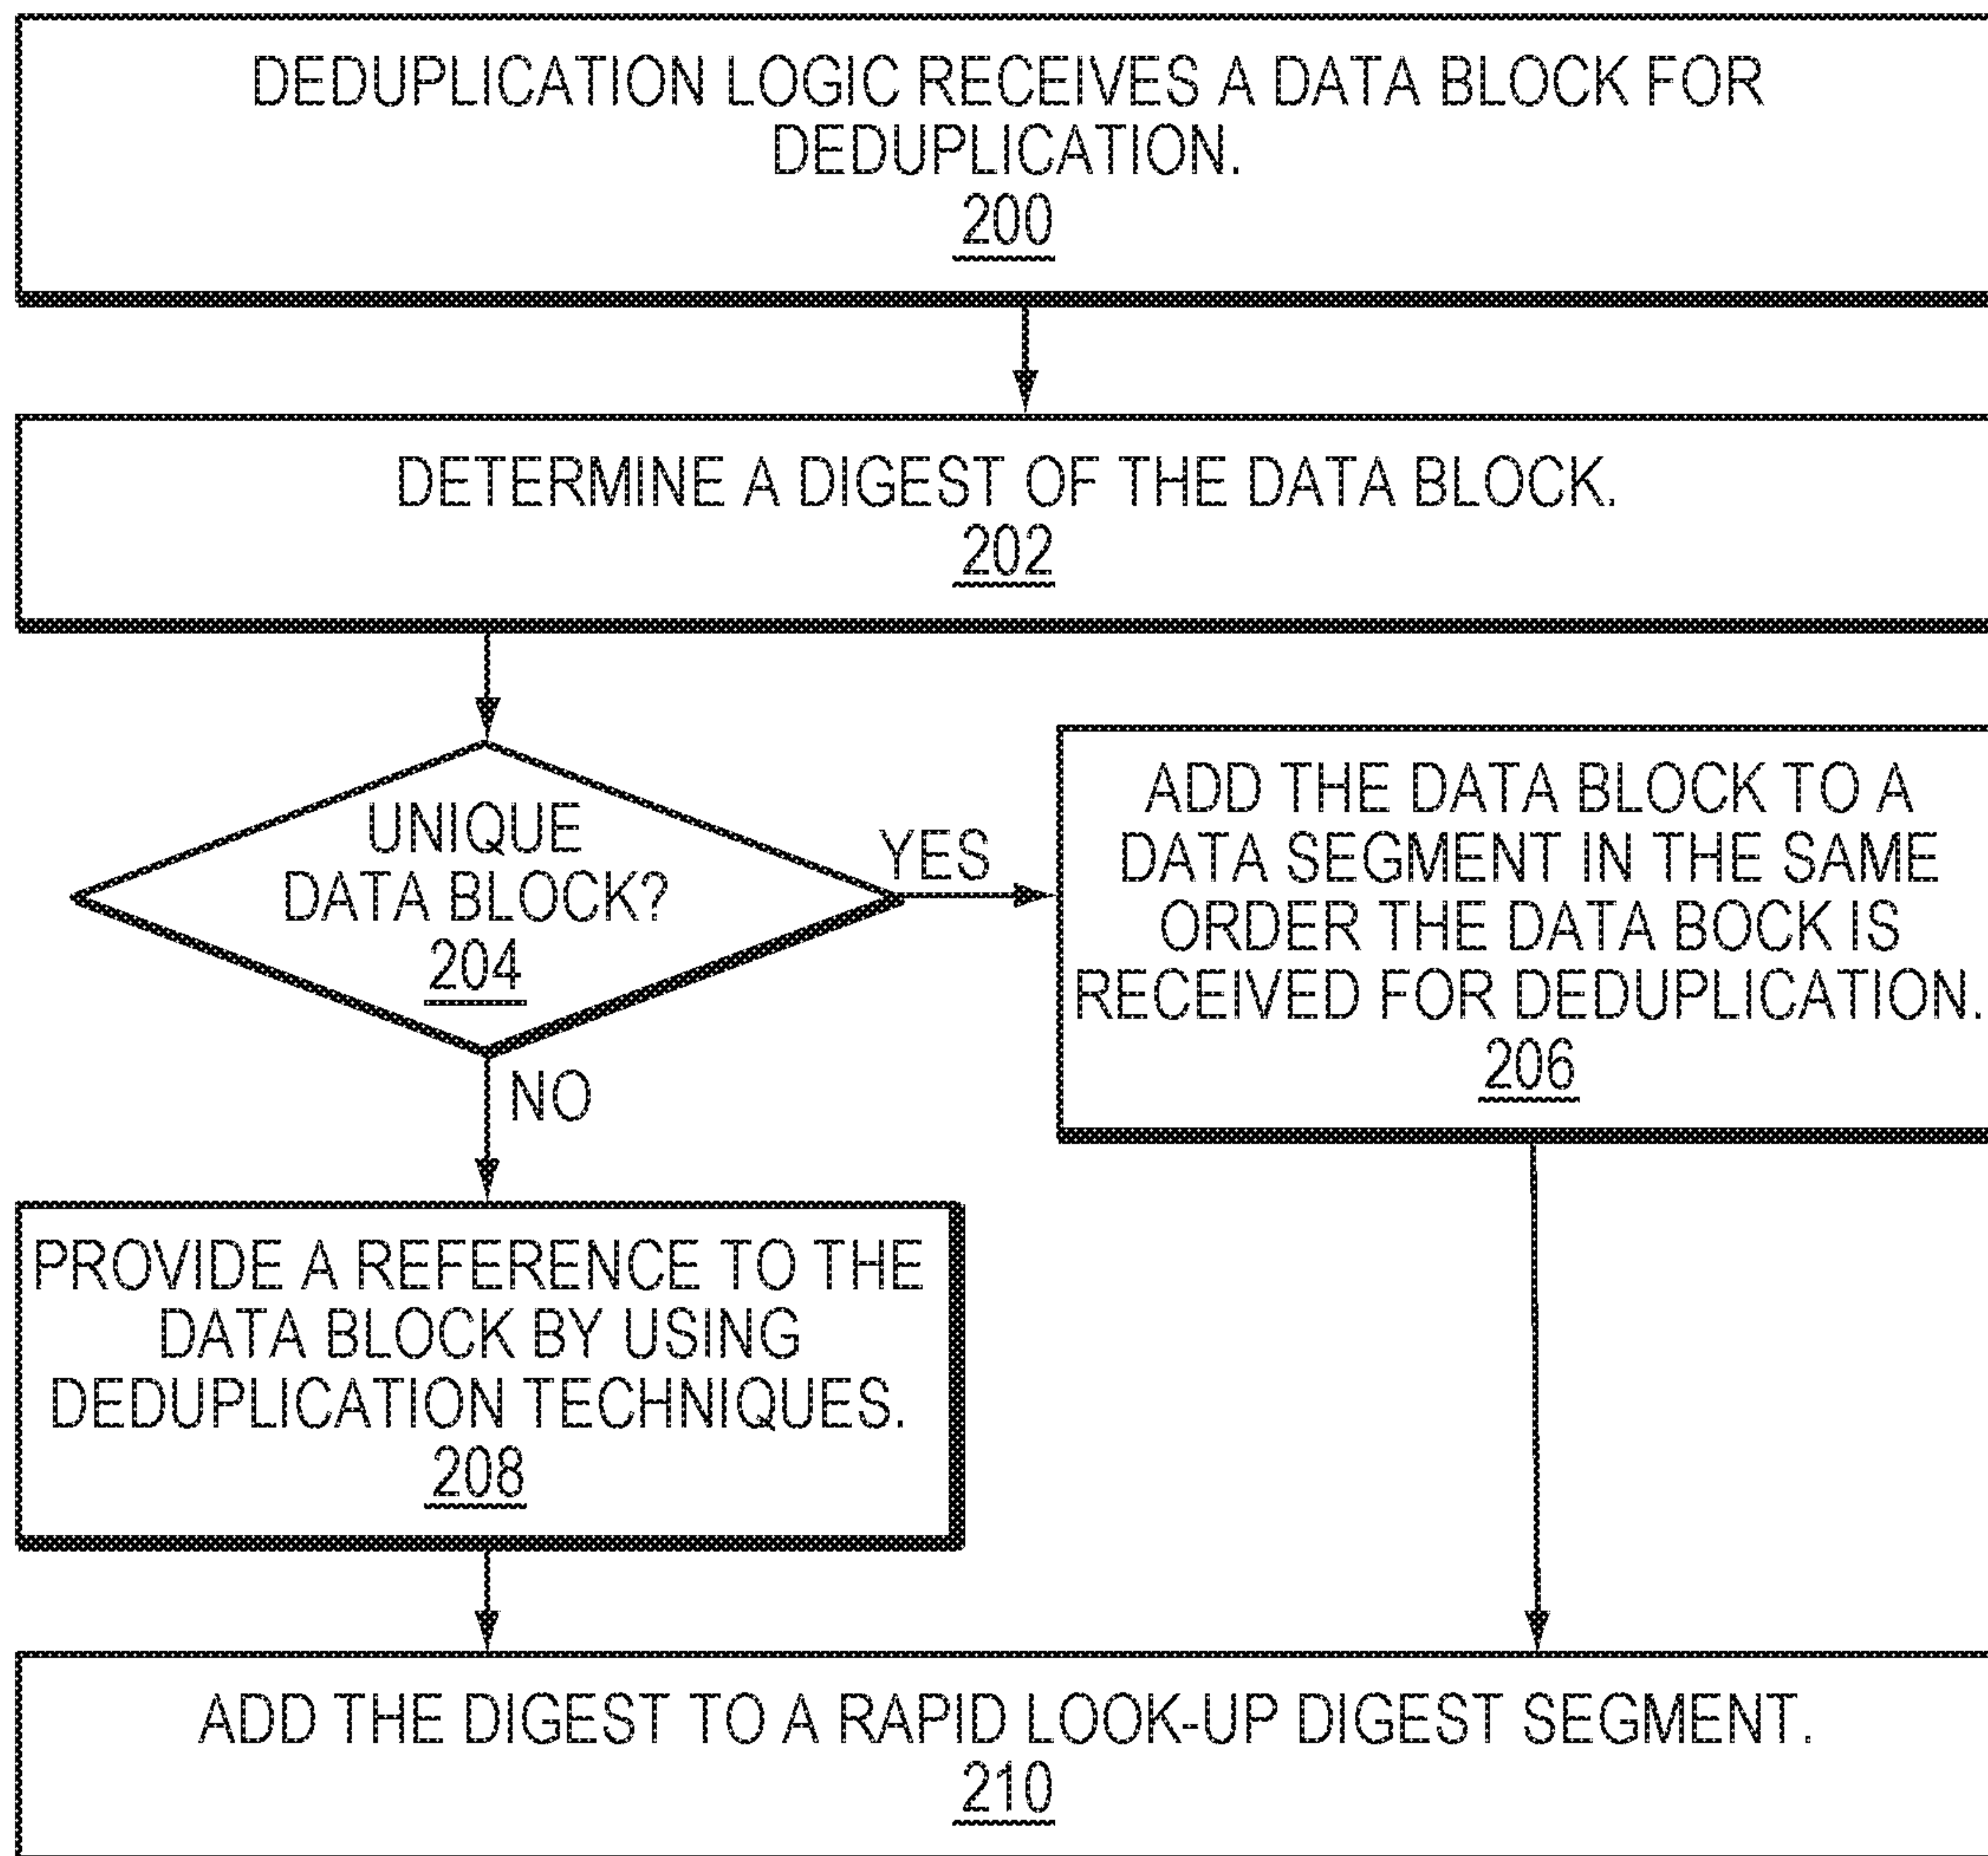 DEDUPLICATION LOGIC RECEIVES A DATA BLOCK FOR
DEDUPLICATION.
200
DETERMINE A DIGEST OF THE DATA BLOCK.
202
UNIQUE
DATA BLOCK?
204
YES
ADD THE DATA BLOCK TO A
DATA SEGMENT IN THE SAME
ORDER THE DATA BOCK IS
RECEIVED FOR DEDUPLICATION.
206
NO
PROVIDE A REFERENCE TO THE
DATA BLOCK BY USING
DEDUPLICATION TECHNIQUES.
208
ADD THE DIGEST TO A RAPID LOOK-UP DIGEST SEGMENT.
210